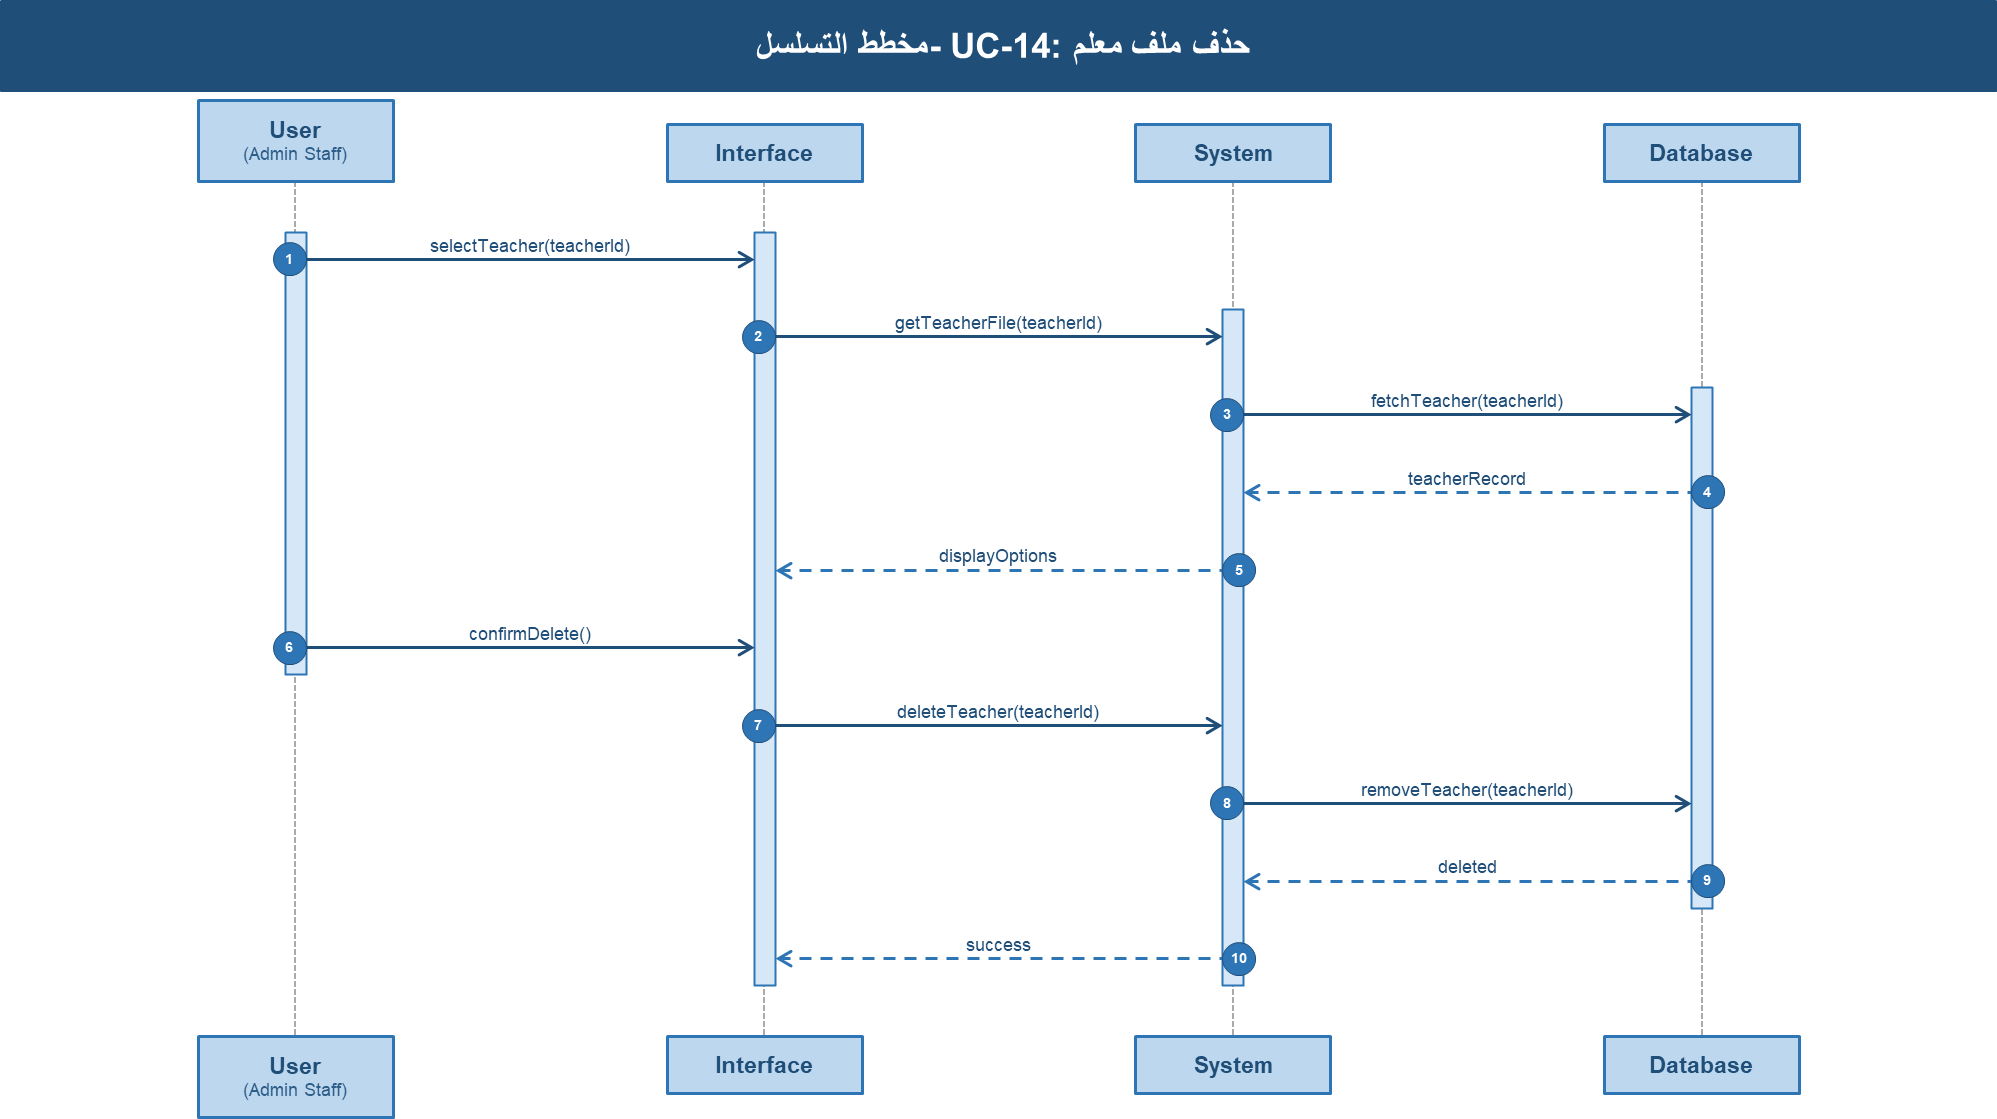 مخطط التسلسل - UC-14: حذف ملف معلم
User
(Admin Staff)
Interface
System
Database
1
selectTeacher(teacherId)
2
getTeacherFile(teacherId)
3
fetchTeacher(teacherId)
teacherRecord
4
displayOptions
5
6
confirmDelete()
7
deleteTeacher(teacherId)
8
removeTeacher(teacherId)
deleted
9
success
10
User
(Admin Staff)
Interface
System
Database